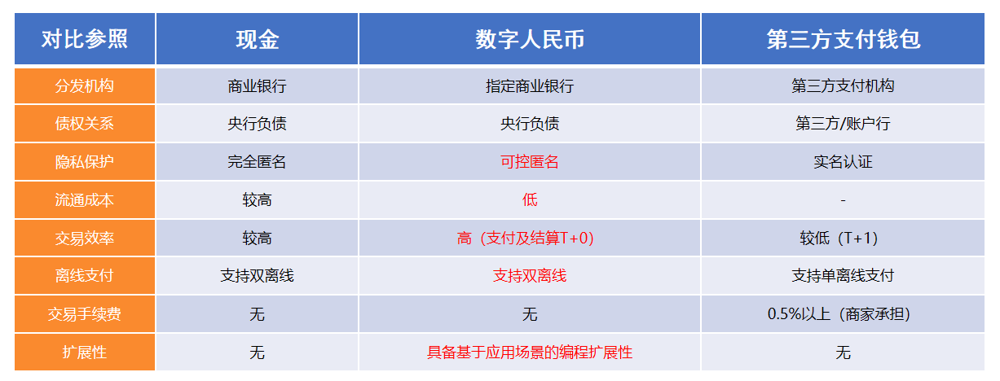 对比参照 现金 数字人民币 第三方支付钱包
分发机构 商业银行 指定商业银行 第三方支付机构
债权关系 央行负债 央行负债 第三方/账户行
隐私保护 完全匿名 可控匿名 实名认证
流通成本 较高 低 -
交易效率 较高 高（支付及结算T+0） 较低（T+1）
离线支付 支持双离线 支持双离线 支持单离线支付
交易手续费 无 无 0.5%以上（商家承担）
扩展性 无 具备基于应用场景的编程扩展性 无